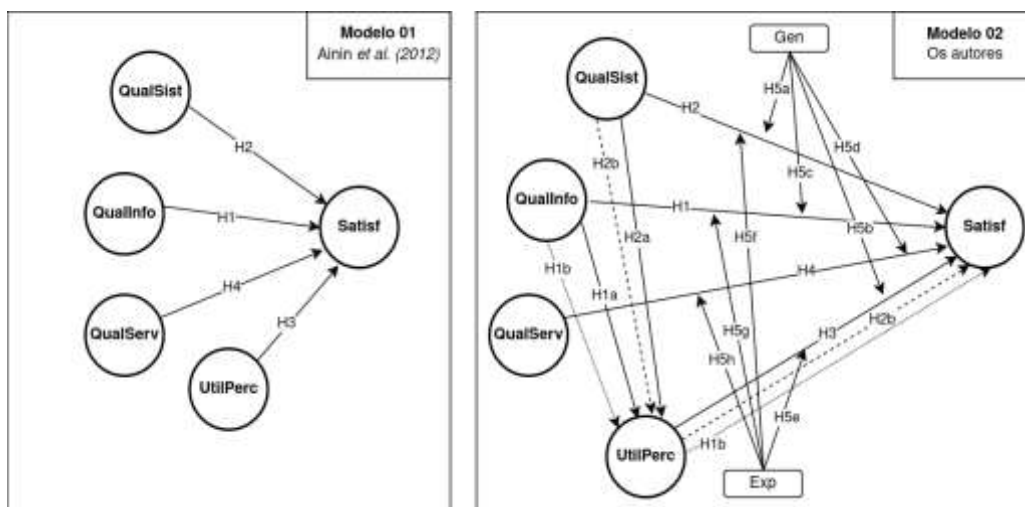 Modelo 01
Ainin et al. (2012)
QualSist
H2
QualInfo
H1
Satisf
H4
QualServ
H3
UtilPerc
Modelo 02
Os autores
Gen
QualSist
H5a
H2
H5d
H2b
H5c
QualInfo
H1
Satisf
H5b
H2a
H5f
H1b
H4
H1a
QualServ
H5g
H3
H2b
H5h
H5e
H1b
UtilPerc
Exp